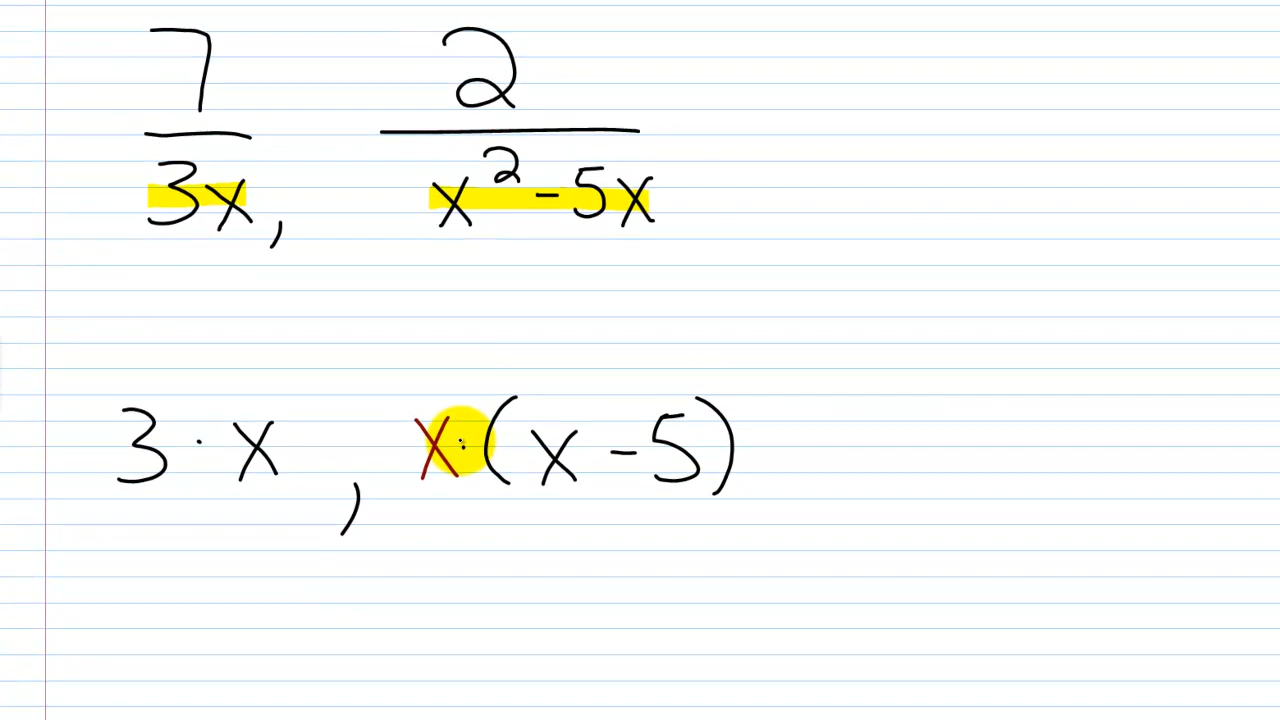 7 2
3x, x² - 5x
3 · x , x · (x - 5)